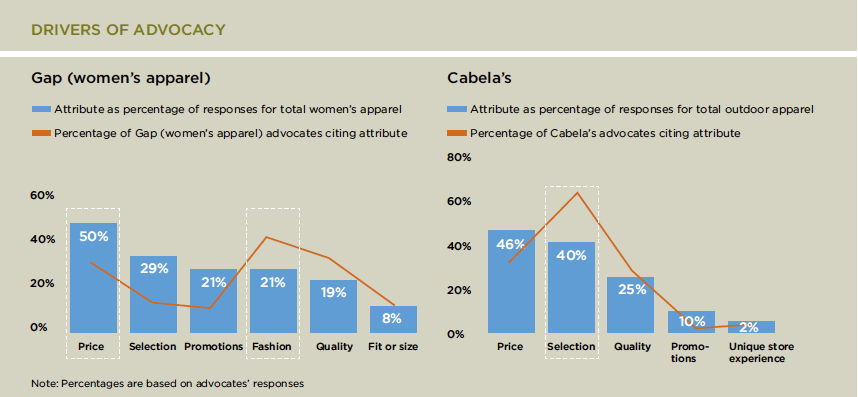 DRIVERS OF ADVOCACY
Gap (women's apparel)
Attribute as percentage of responses for total women's apparel
Percentage of Gap (women's apparel) advocates citing attribute
60%
40%
20%
0%
50%
29%
21%
21%
19%
8%
Price
Selection
Promotions
Fashion
Quality
Fit or size
Cabela's
Attribute as percentage of responses for total outdoor apparel
Percentage of Cabela's advocates citing attribute
80%
60%
40%
20%
0%
46%
40%
25%
10%
2%
Price
Selection
Quality
Promo-
tions
Unique store
experience
Note: Percentages are based on advocates' responses